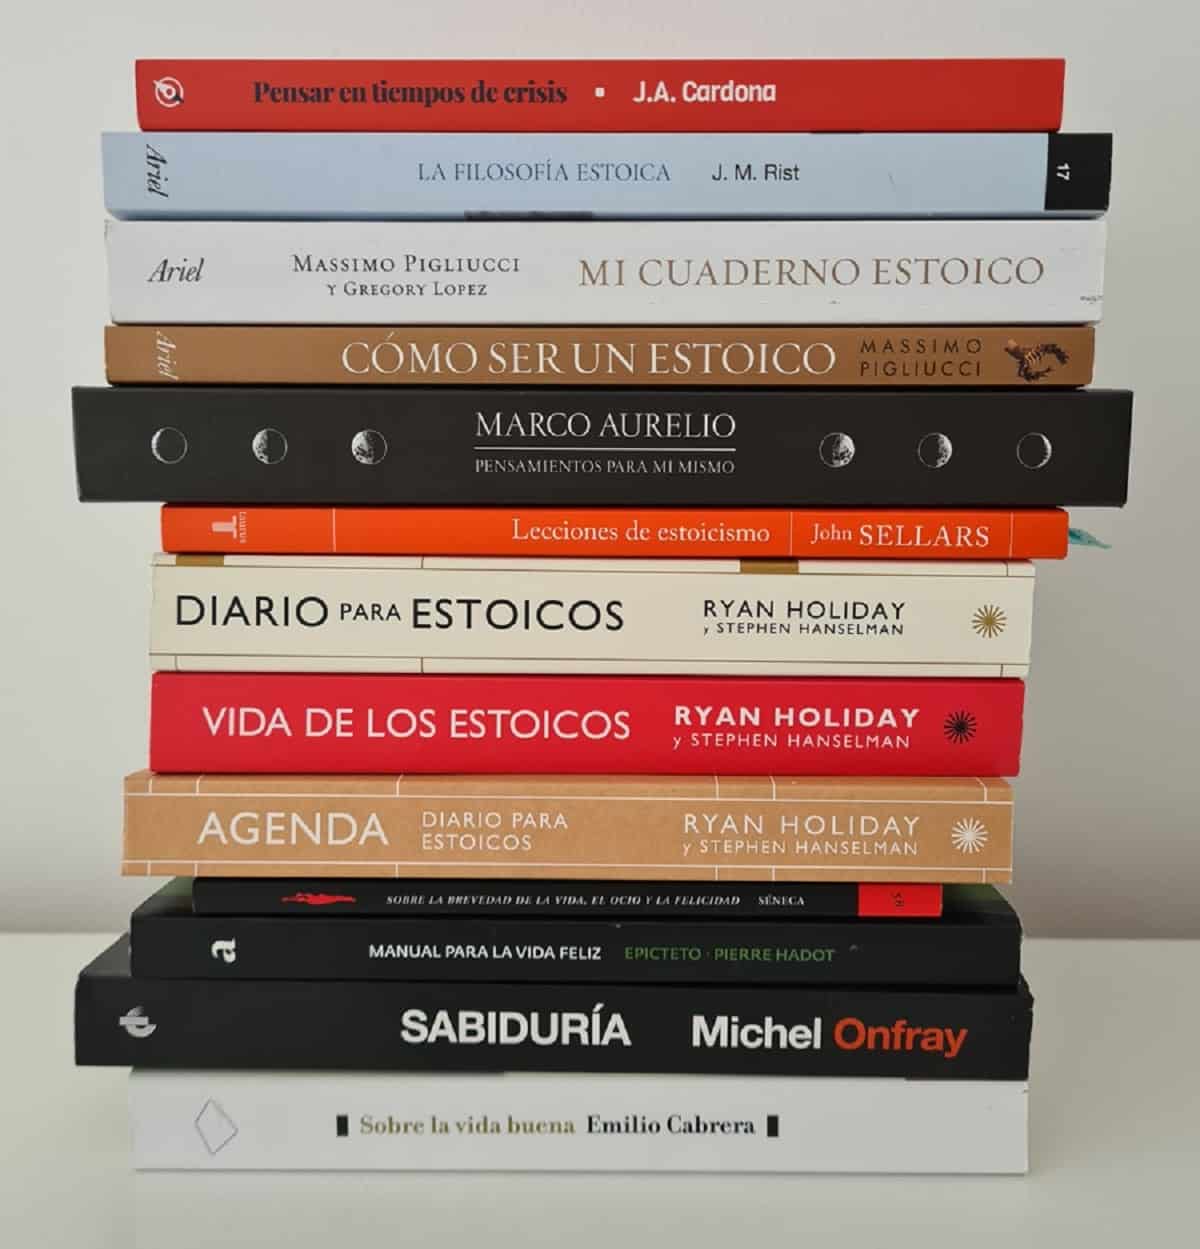 Pensar en tiempos de crisis ▪ J.A. Cardona
Ariel LA FILOSOFÍA ESTOICA J. M. Rist 17
Ariel MASSIMO PIGLIUCCI MI CUADERNO ESTOICO
Y GREGORY LOPEZ
Ariel CÓMO SER UN ESTOICO MASSIMO
PIGLIUCCI
MARCO AURELIO
PENSAMIENTOS PARA MI MISMO
taurus T Lecciones de estoicismo John SELLARS
DIARIO PARA ESTOICOS RYAN HOLIDAY
y STEPHEN HANSELMAN
VIDA DE LOS ESTOICOS RYAN HOLIDAY
y STEPHEN HANSELMAN
AGENDA DIARIO PARA RYAN HOLIDAY
ESTOICOS y STEPHEN HANSELMAN
SOBRE LA BREVEDAD DE LA VIDA, EL OCIO Y LA FELICIDAD SÉNECA
a MANUAL PARA LA VIDA FELIZ EPICTETO · PIERRE HADOT
SABIDURÍA Michel Onfray
Sobre la vida buena Emilio Cabrera